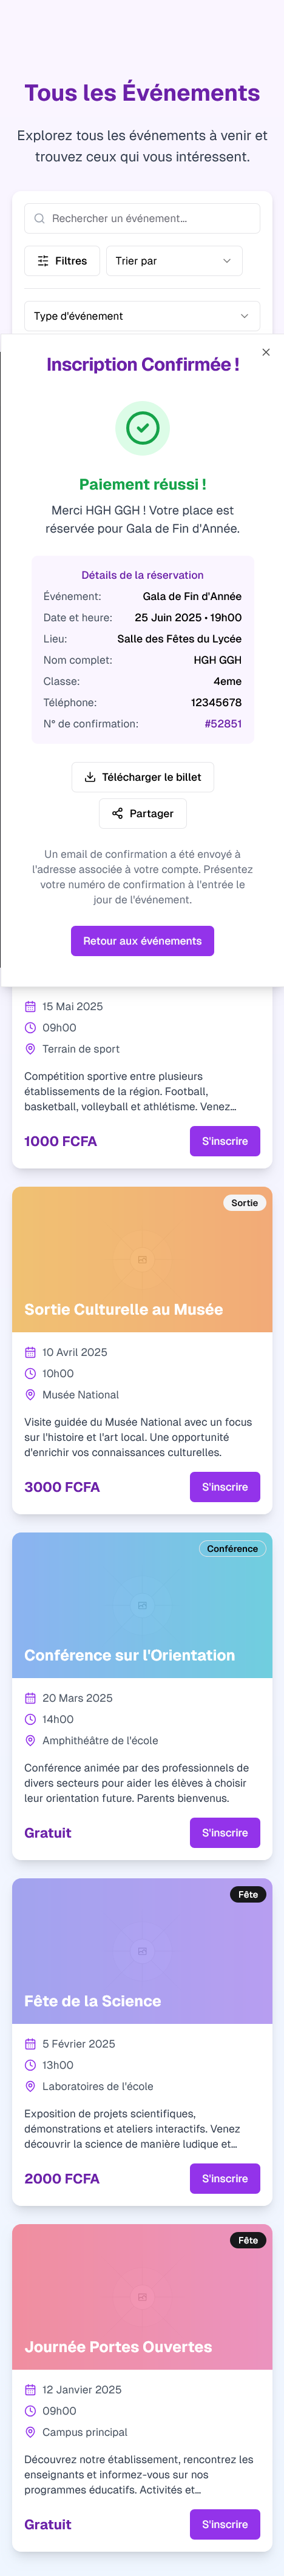 Tous les Événements
Explorez tous les événements à venir et
trouvez ceux qui vous intéressent.
Rechercher un événement...
Filtres
Trier par
Type d'événement
Inscription Confirmée !
Paiement réussi !
Merci HGH GGH ! Votre place est
réservée pour Gala de Fin d'Année.
Détails de la réservation
Événement: Gala de Fin d'Année
Date et heure: 25 Juin 2025 • 19h00
Lieu: Salle des Fêtes du Lycée
Nom complet: HGH GGH
Classe: 4eme
Téléphone: 12345678
N° de confirmation: #52851
Télécharger le billet
Partager
Un email de confirmation a été envoyé à
l'adresse associée à votre compte. Présentez
votre numéro de confirmation à l'entrée le
jour de l'événement.
Retour aux événements
15 Mai 2025
09h00
Terrain de sport
Compétition sportive entre plusieurs
établissements de la région. Football,
basketball, volleyball et athlétisme. Venez...
1000 FCFA
S'inscrire
Sortie
Sortie Culturelle au Musée
10 Avril 2025
10h00
Musée National
Visite guidée du Musée National avec un focus
sur l'histoire et l'art local. Une opportunité
d'enrichir vos connaissances culturelles.
3000 FCFA
S'inscrire
Conférence
Conférence sur l'Orientation
20 Mars 2025
14h00
Amphithéâtre de l'école
Conférence animée par des professionnels de
divers secteurs pour aider les élèves à choisir
leur orientation future. Parents bienvenus.
Gratuit
S'inscrire
Fête
Fête de la Science
5 Février 2025
13h00
Laboratoires de l'école
Exposition de projets scientifiques,
démonstrations et ateliers interactifs. Venez
découvrir la science de manière ludique et...
2000 FCFA
S'inscrire
Fête
Journée Portes Ouvertes
12 Janvier 2025
09h00
Campus principal
Découvrez notre établissement, rencontrez les
enseignants et informez-vous sur nos
programmes éducatifs. Activités et...
Gratuit
S'inscrire